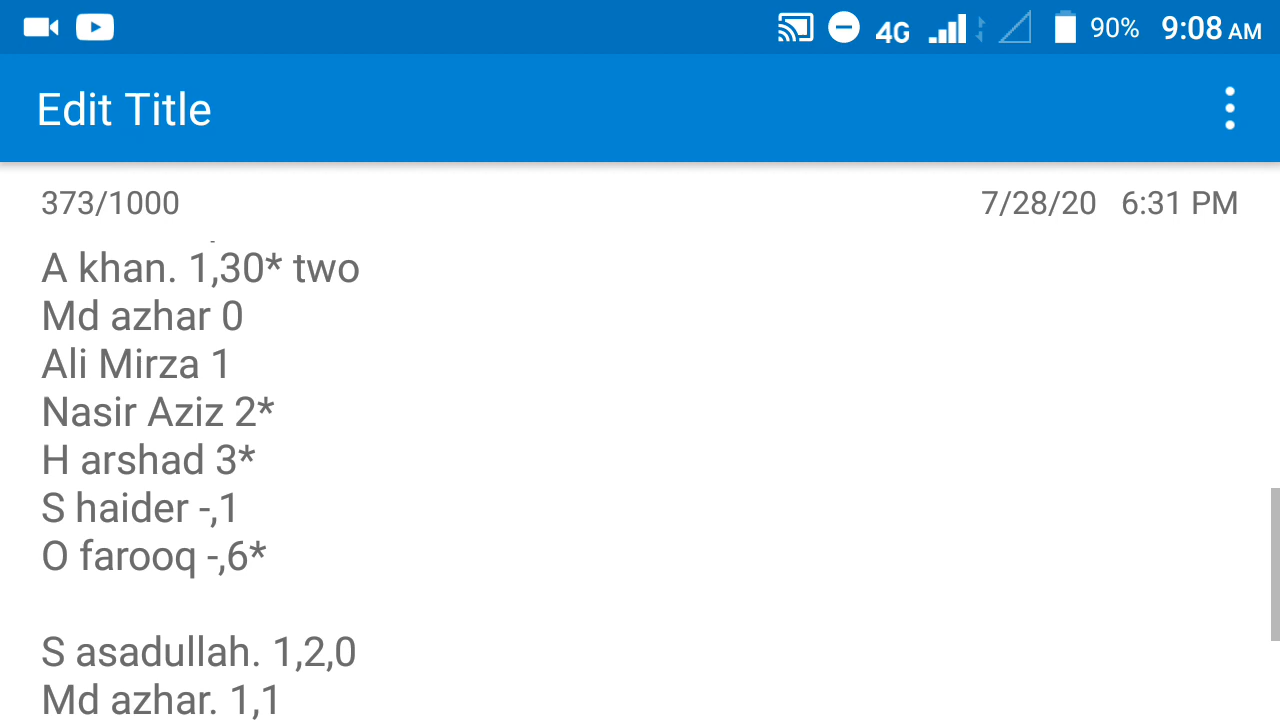 4G 90% 9:08 AM
Edit Title
373/1000 7/28/20 6:31 PM
A khan. 1,30* two
Md azhar 0
Ali Mirza 1
Nasir Aziz 2*
H arshad 3*
S haider -,1
O farooq -,6*
S asadullah. 1,2,0
Md azhar. 1,1